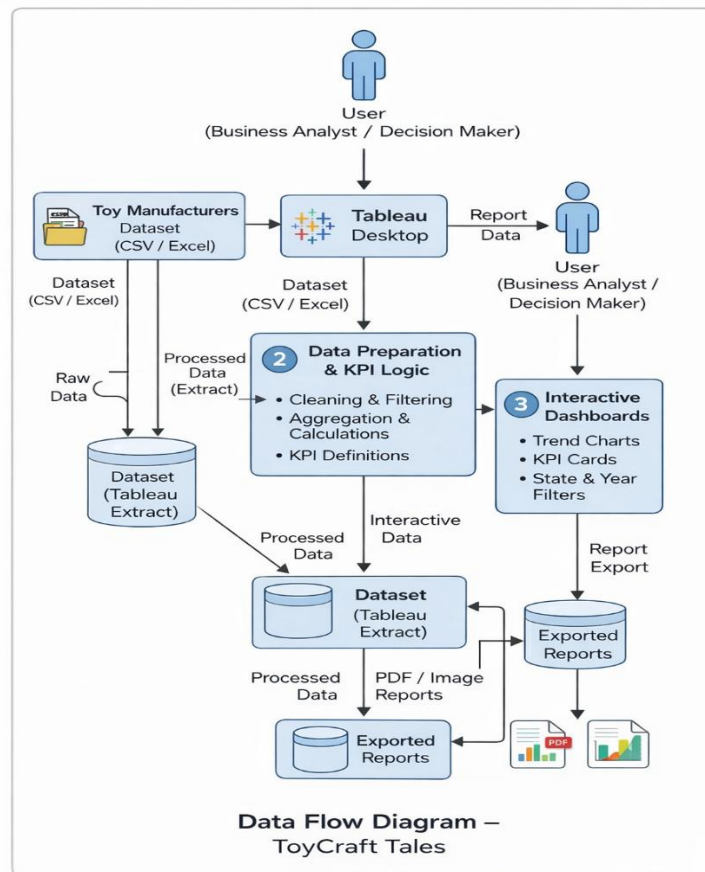 User
(Business Analyst / Decision Maker)
Toy Manufacturers
Dataset
(CSV / Excel)
Tableau
Desktop
Report
Data
User
(Business Analyst /
Decision Maker)
Dataset
(CSV / Excel)
Dataset
(CSV / Excel)
Raw
Data
Processed
Data
(Extract)
2 Data Preparation
& KPI Logic
• Cleaning & Filtering
• Aggregation &
Calculations
• KPI Definitions
3 Interactive
Dashboards
• Trend Charts
• KPI Cards
• State & Year
Filters
Dataset
(Tableau
Extract)
Processed
Data
Interactive
Data
Report
Export
Dataset
(Tableau
Extract)
Exported
Reports
Processed
Data
PDF / Image
Reports
Exported
Reports
PDF
Data Flow Diagram –
ToyCraft Tales